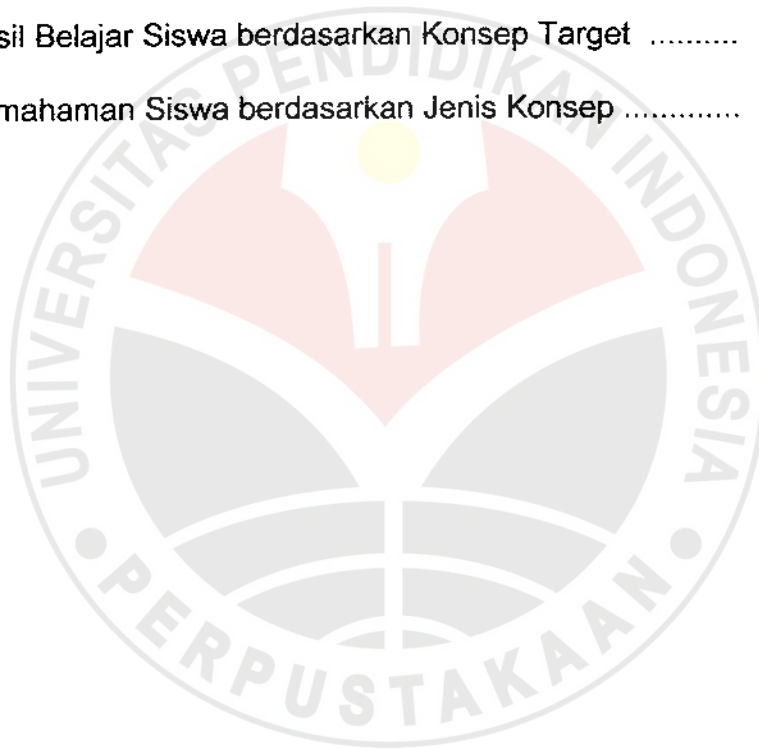 sil Belajar Siswa berdasarkan Konsep Target ..........
mahaman Siswa berdasarkan Jenis Konsep .............
UNIVERSITAS PENDIDIKAN INDONESIA
PERPUSTAKAAN